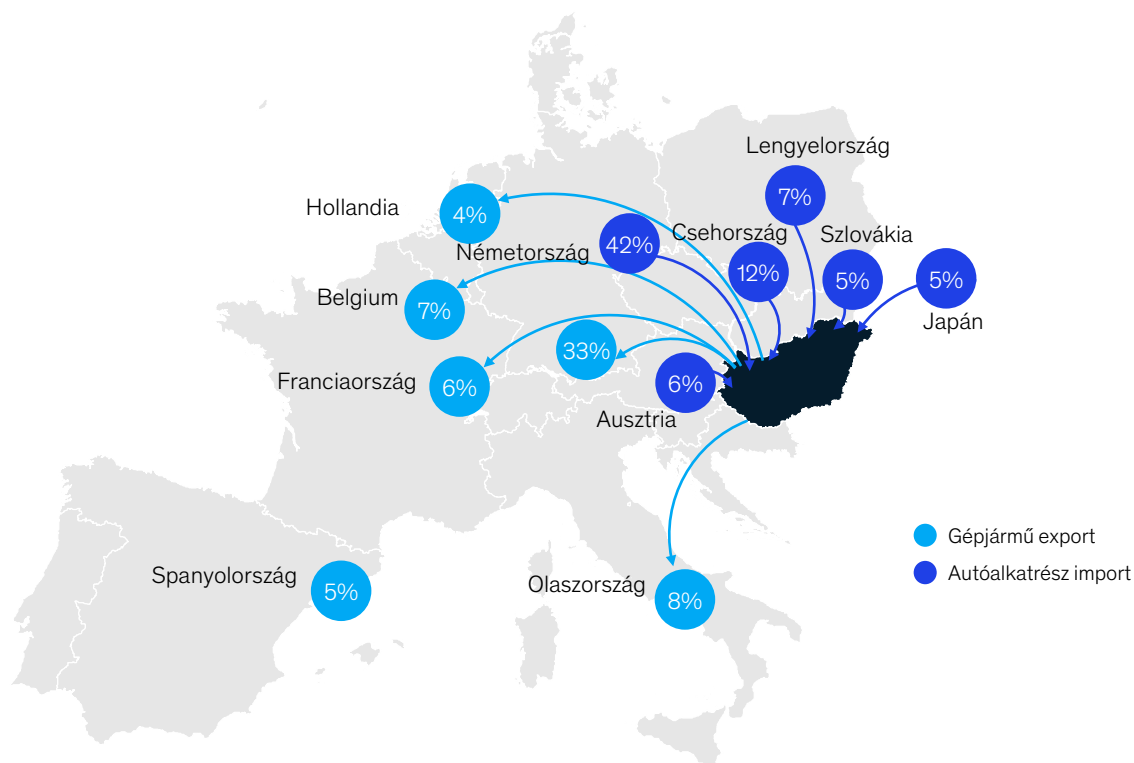 Lengyelország
7%
Hollandia
4%
Németország
42%
Csehország
12%
Szlovákia
5%
5%
Japán
Belgium
7%
33%
Franciaország
6%
6%
Ausztria
Gépjármű export
Autóalkatrész import
Spanyolország
5%
Olaszország
8%